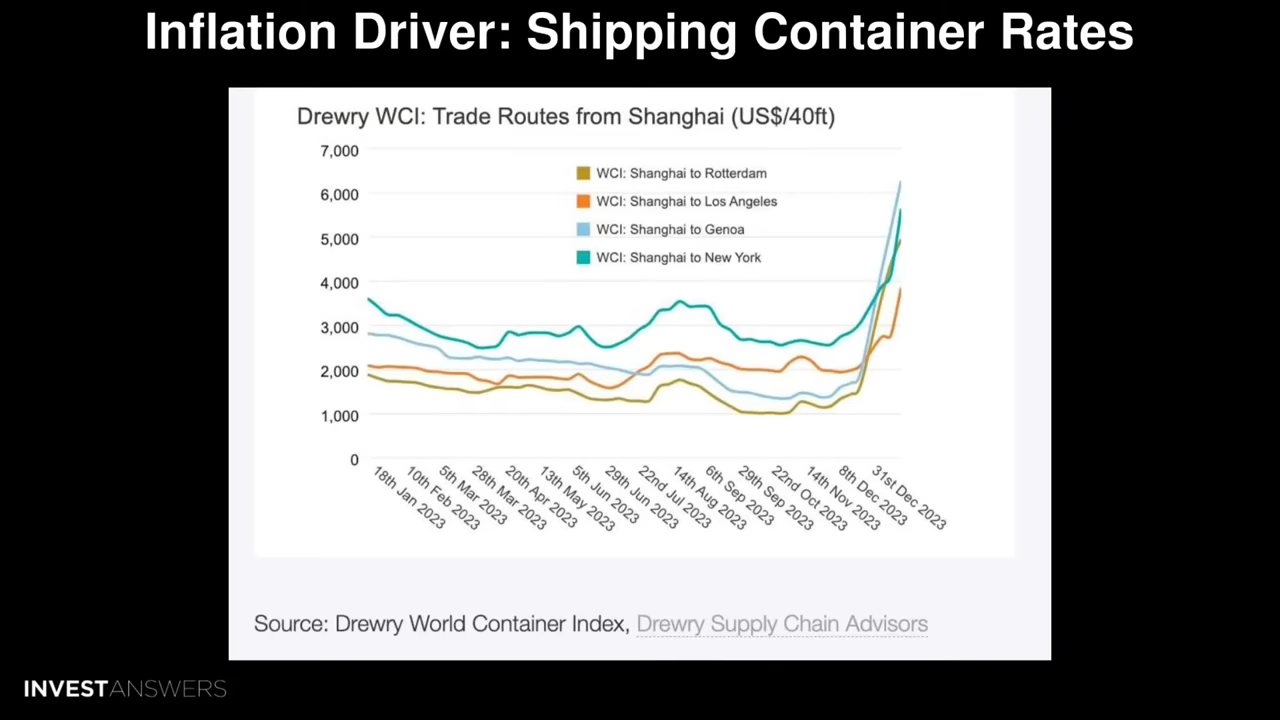 Inflation Driver: Shipping Container Rates
Drewry WCI: Trade Routes from Shanghai (US$/40ft)
7,000
6,000
5,000
4,000
3,000
2,000
1,000
0
WCI: Shanghai to Rotterdam
WCI: Shanghai to Los Angeles
WCI: Shanghai to Genoa
WCI: Shanghai to New York
18th Jan 2023
10th Feb 2023
5th Mar 2023
28th Mar 2023
20th Apr 2023
13th May 2023
5th Jun 2023
29th Jun 2023
22nd Jul 2023
14th Aug 2023
6th Sep 2023
29th Sep 2023
22nd Oct 2023
14th Nov 2023
8th Dec 2023
31st Dec 2023
Source: Drewry World Container Index, Drewry Supply Chain Advisors
INVESTANSWERS